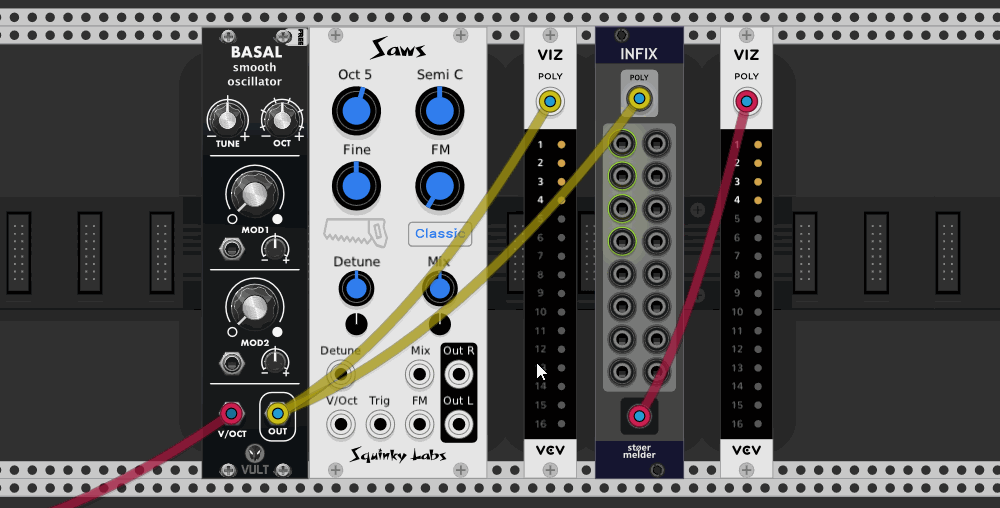 BASAL
smooth
oscillator
FREE
TUNE
OCT
MOD1
MOD2
V/OCT
OUT
VULT
Saws
Oct 5
Semi C
Fine
FM
Classic
Detune
Mix
Detune
Mix
Out R
V/Oct
Trig
FM
Out L
Squinky Labs
VIZ
POLY
1
2
3
4
5
6
7
8
9
10
11
12
13
14
15
16
VCV
INFIX
POLY
støer
melder
VIZ
POLY
1
2
3
4
5
6
7
8
9
10
11
12
13
14
15
16
VCV